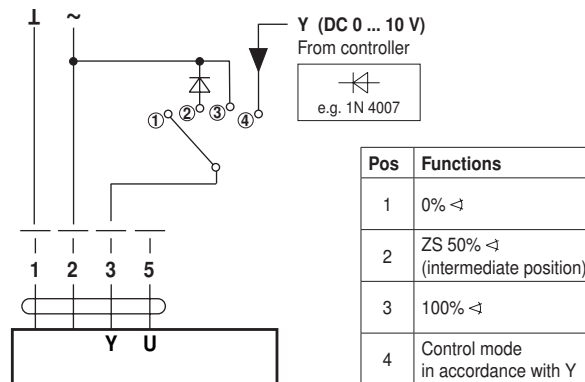 ⊥ ~
Y (DC 0 ... 10 V)
From controller
e.g. 1N 4007
① ② ③ ④
Pos Functions
1 0% ∢
2 ZS 50% ∢
(intermediate position)
3 100% ∢
4 Control mode
in accordance with Y
1 2 3 5
Y U